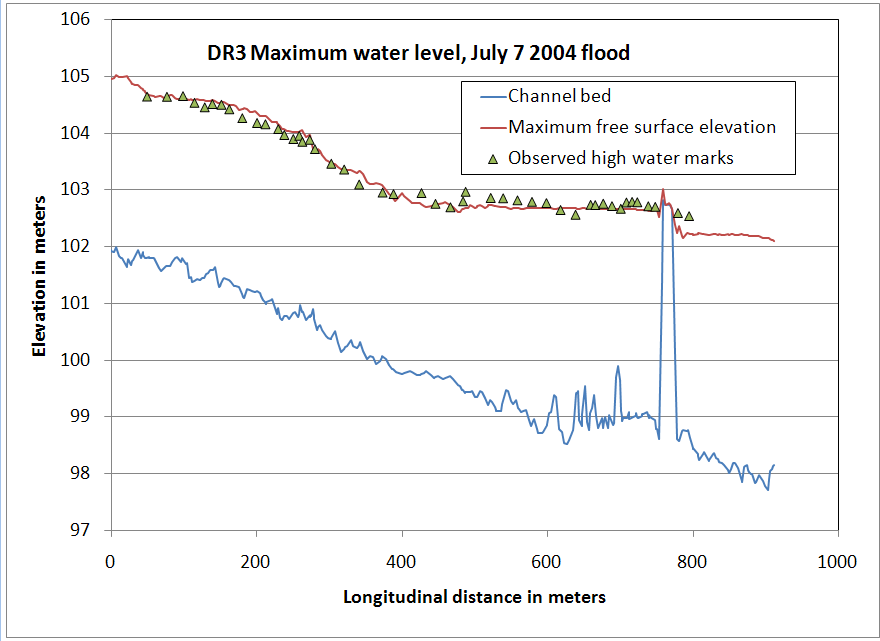 DR3 Maximum water level, July 7 2004 flood
Channel bed
Maximum free surface elevation
Observed high water marks
Elevation in meters
106
105
104
103
102
101
100
99
98
97
0 200 400 600 800 1000
Longitudinal distance in meters